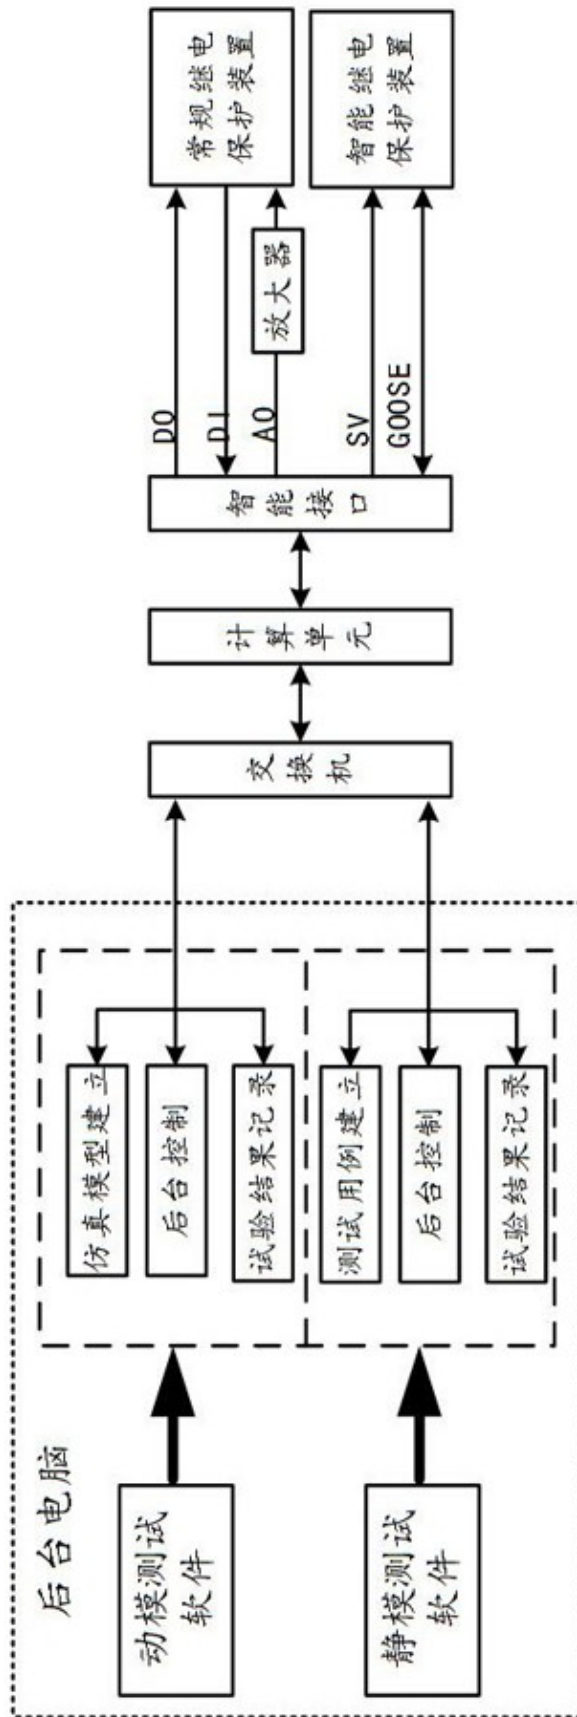 后台电脑
动模测试
软件
静模测试
软件
仿真模型建立
后台控制
试验结果记录
测试用例建立
后台控制
试验结果记录
交换机
计算单元
智能接口
DO
DI
AO
SV
GOOSE
放大器
常规继电
保护装置
智能继电
保护装置